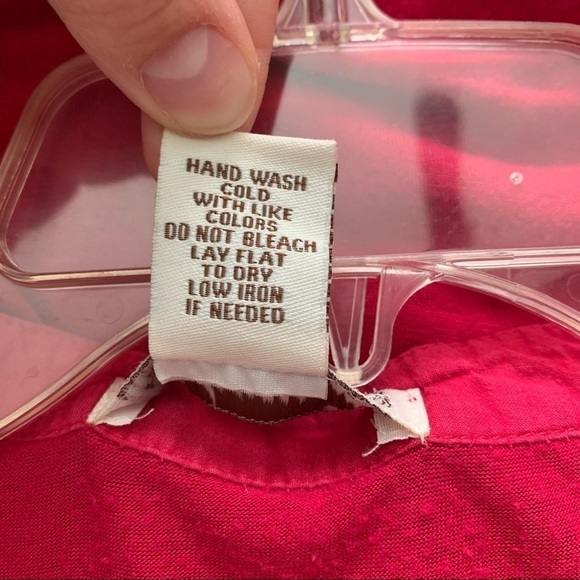 HAND WASH
COLD
WITH LIKE
COLORS
DO NOT BLEACH
LAY FLAT
TO DRY
LOW IRON
IF NEEDED